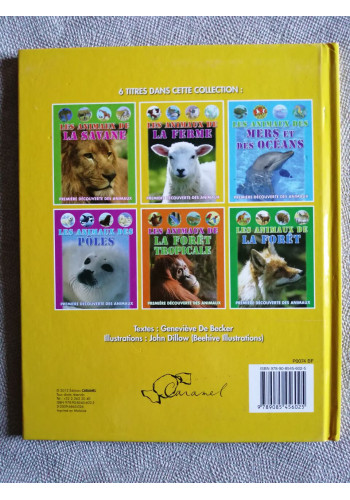 6 TITRES DANS CETTE COLLECTION :
LES ANIMAUX DE
LA SAVANE
PREMIÈRE DÉCOUVERTE DES ANIMAUX
LES ANIMAUX DE
LA FERME
PREMIÈRE DÉCOUVERTE DES ANIMAUX
LES ANIMAUX DES
MERS ET
DES OCÉANS
PREMIÈRE DÉCOUVERTE DES ANIMAUX
LES ANIMAUX DES
PÔLES
PREMIÈRE DÉCOUVERTE DES ANIMAUX
LES ANIMAUX DE
LA FORÊT
TROPICALE
PREMIÈRE DÉCOUVERTE DES ANIMAUX
LES ANIMAUX DE
LA FORÊT
PREMIÈRE DÉCOUVERTE DES ANIMAUX
Textes : Geneviève De Becker
Illustrations : John Dillow (Beehive Illustrations)
Caramel
9789085456025